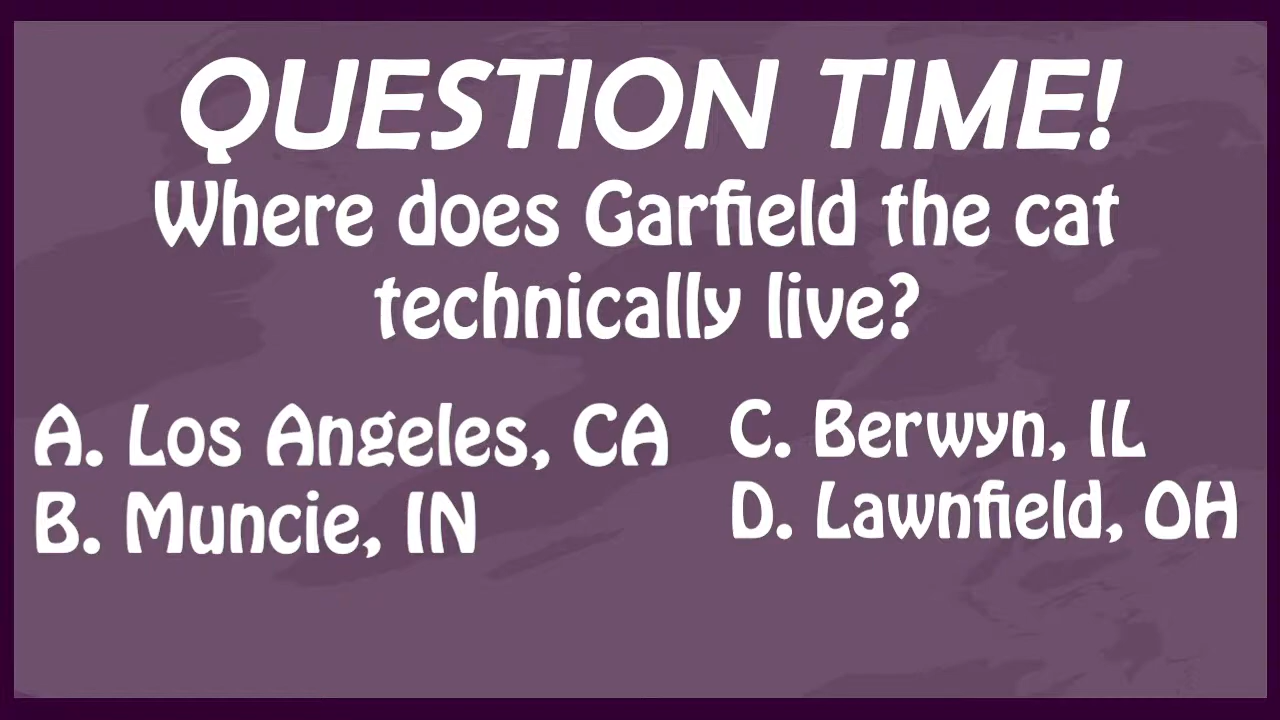 QUESTION TIME!
Where does Garfield the cat
technically live?
A. Los Angeles, CA
B. Muncie, IN
C. Berwyn, IL
D. Lawnfield, OH